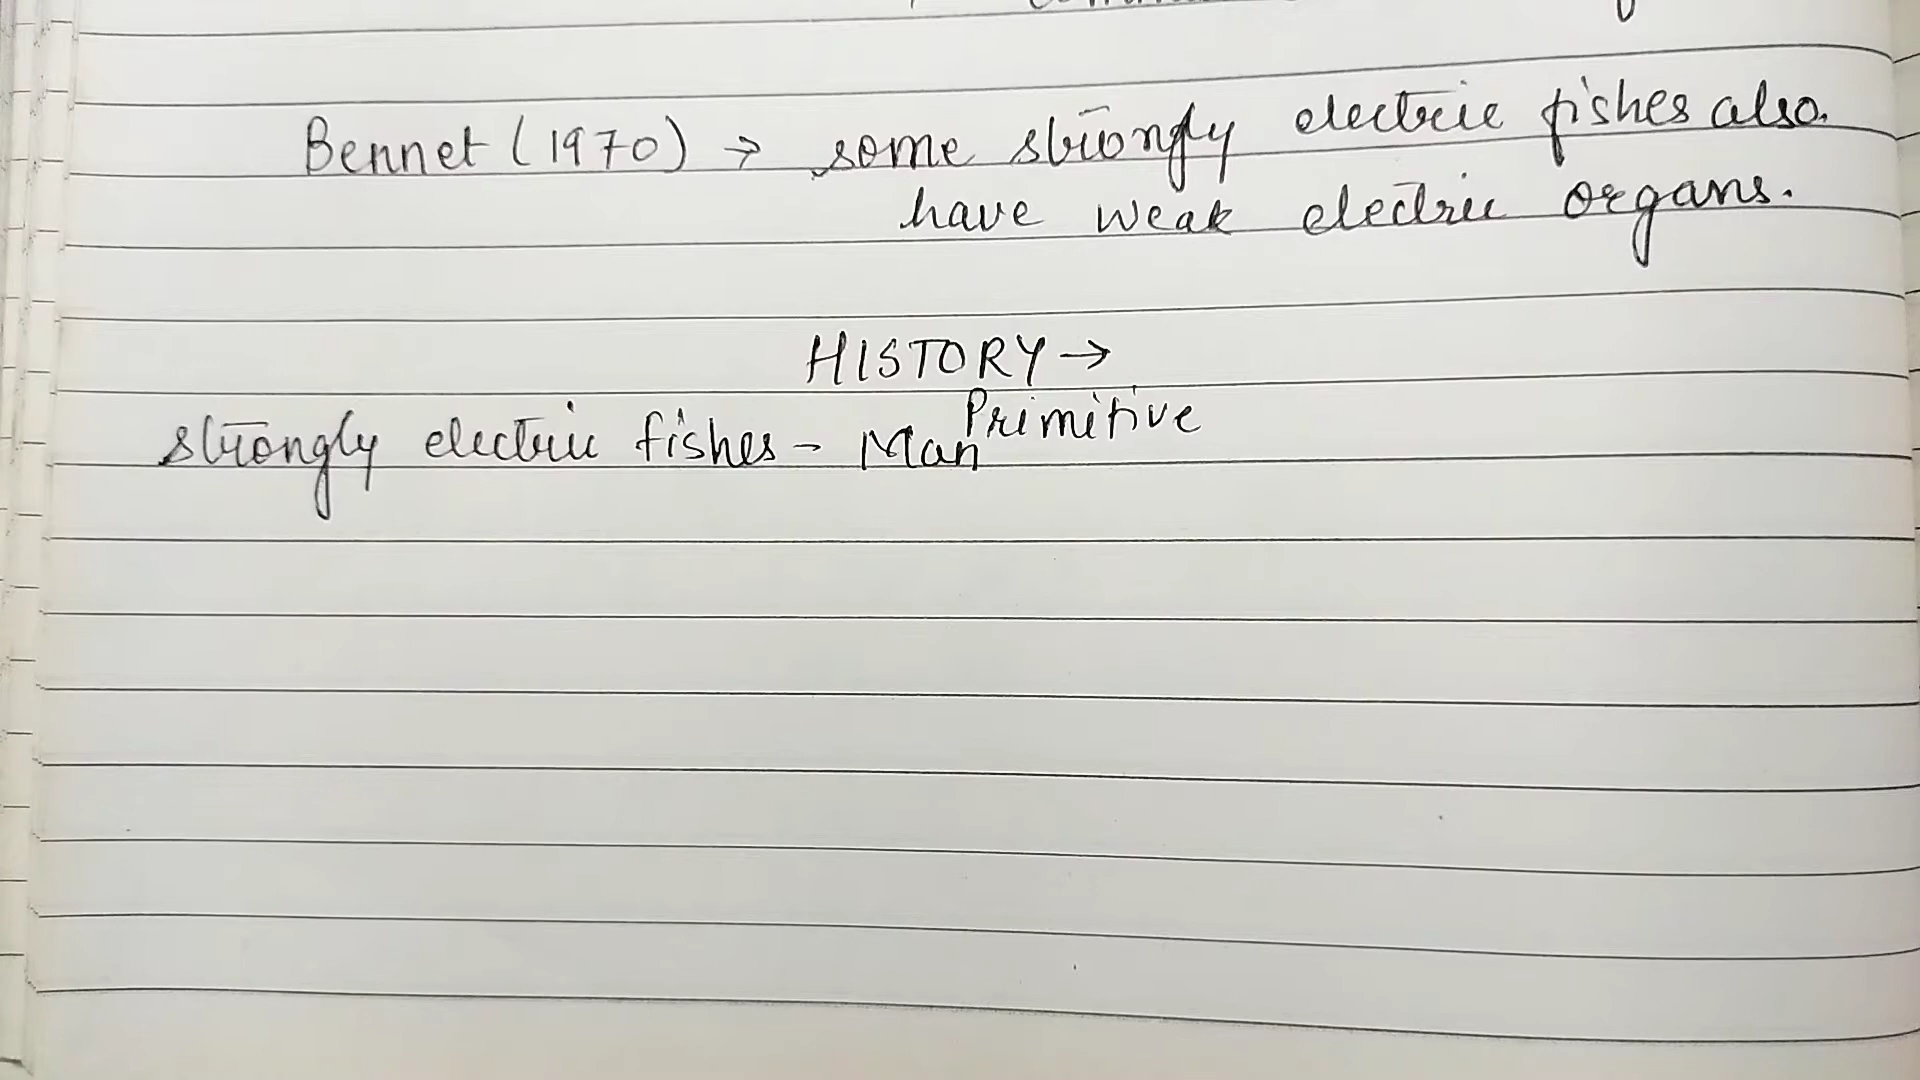 Bennet (1970) → some strongly electric fishes also.
have weak electric organs.
HISTORY →
Primitive
strongly electric fishes - Man